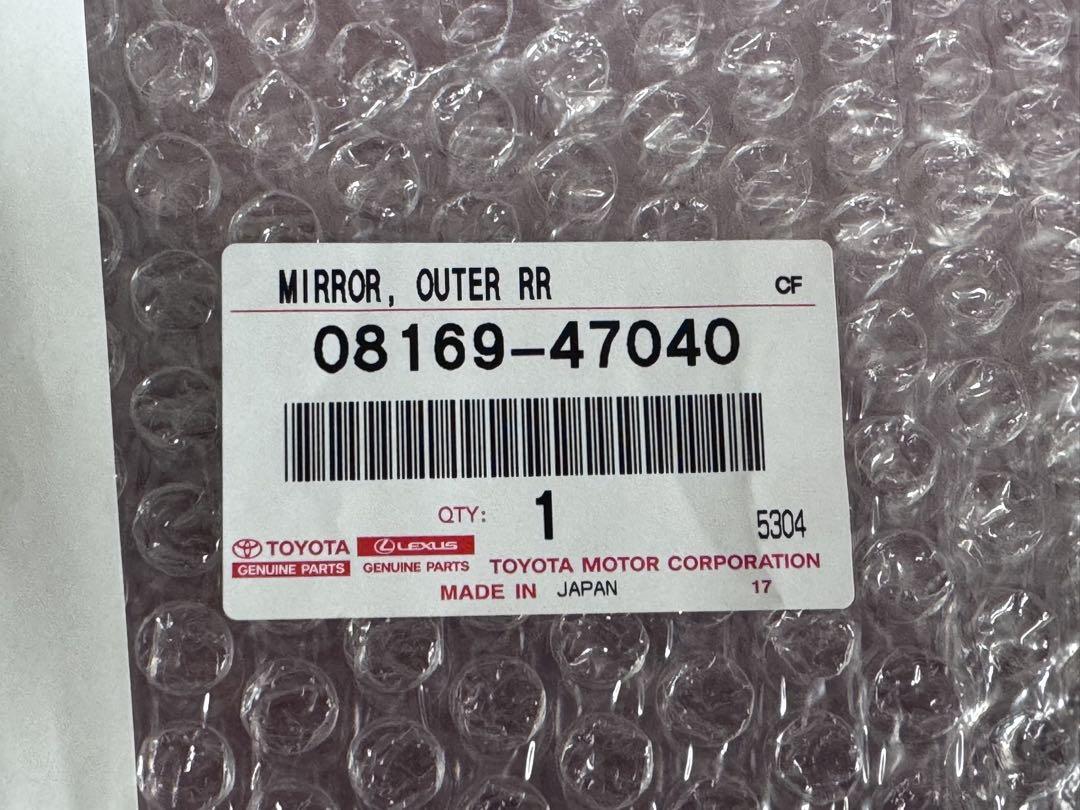 MIRROR, OUTER RR CF
08169-47040
QTY: 1 5304
TOYOTA LEXUS
GENUINE PARTS GENUINE PARTS TOYOTA MOTOR CORPORATION
MADE IN JAPAN 17